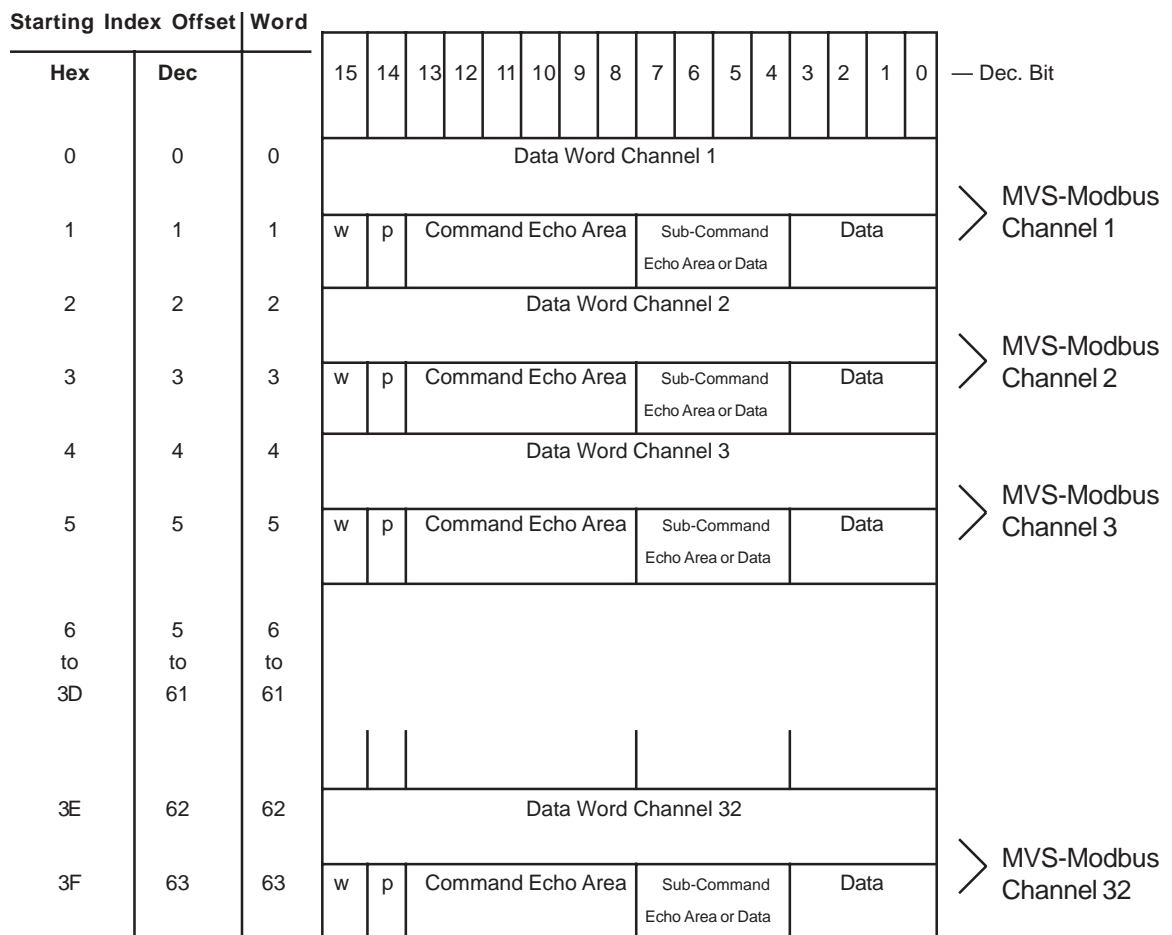 Starting Index Offset Word
Hex Dec 15 14 13 12 11 10 9 8 7 6 5 4 3 2 1 0 — Dec. Bit
0 0 0 Data Word Channel 1
MVS-Modbus
Channel 1
1 1 1 w p Command Echo Area Sub-Command Data
Echo Area or Data
2 2 2 Data Word Channel 2
MVS-Modbus
Channel 2
3 3 3 w p Command Echo Area Sub-Command Data
Echo Area or Data
4 4 4 Data Word Channel 3
MVS-Modbus
Channel 3
5 5 5 w p Command Echo Area Sub-Command Data
Echo Area or Data
6 5 6
to to to
3D 61 61
3E 62 62 Data Word Channel 32
MVS-Modbus
Channel 32
3F 63 63 w p Command Echo Area Sub-Command Data
Echo Area or Data